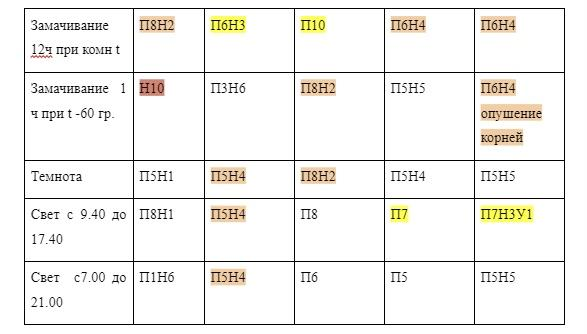 Замачивание П8Н2 П6Н3 П10 П6Н4 П6Н4
12ч при комн t
Замачивание 1 Н10 П3Н6 П8Н2 П5Н5 П6Н4
ч при t -60 гр. опушение
корней
Темнота П5Н1 П5Н4 П8Н2 П5Н4 П5Н5
Свет с 9.40 до П8Н1 П5Н4 П8 П7 П7Н3У1
17.40
Свет с7.00 до П1Н6 П5Н4 П6 П5 П5Н5
21.00